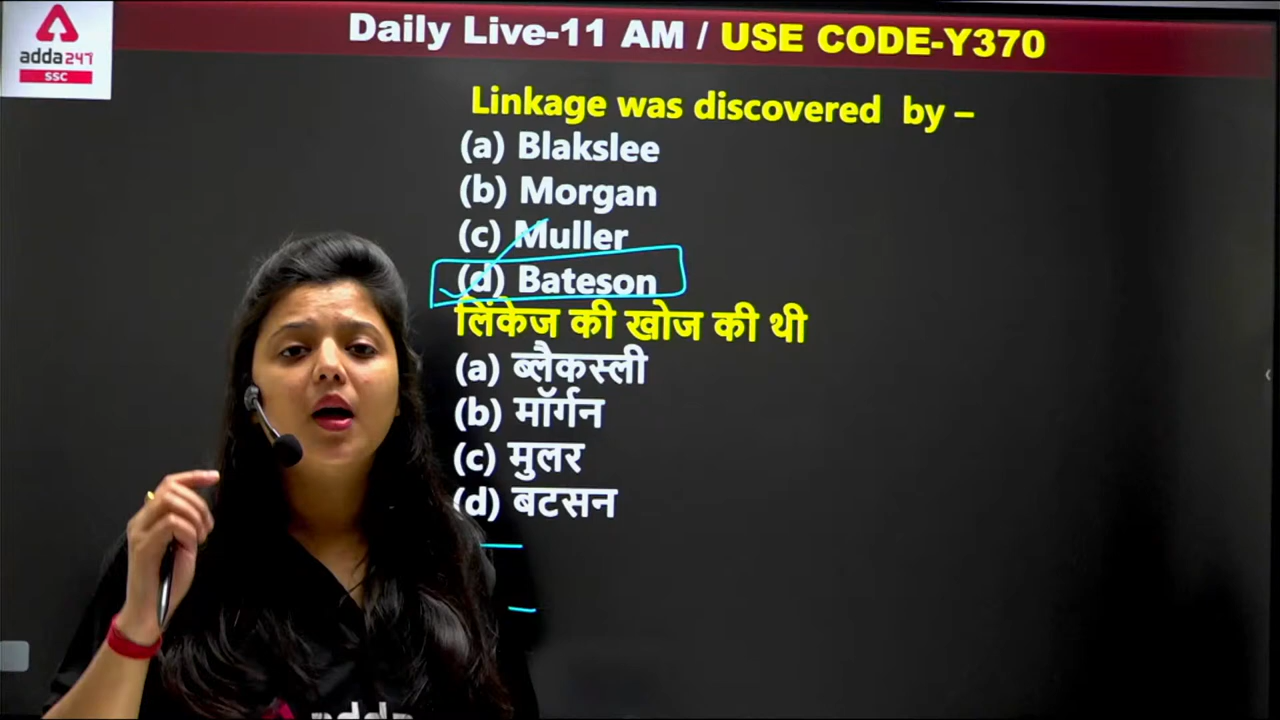 adda247
SSC
Daily Live-11 AM / USE CODE-Y370
Linkage was discovered by –
(a) Blakslee
(b) Morgan
(c) Muller
(d) Bateson
लिंकेज की खोज की थी
(a) ब्लैकस्ली
(b) मॉर्गन
(c) मुलर
(d) बटसन
adda